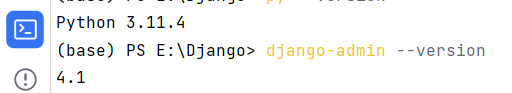 Python 3.11.4
(base) PS E:\Django> django-admin --version
4.1